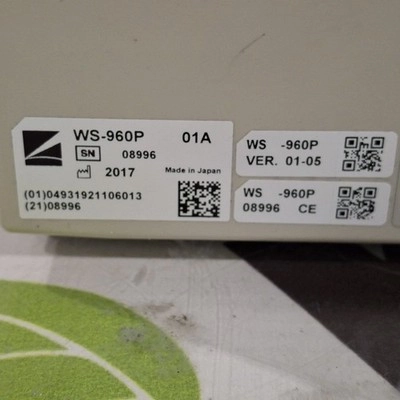 WS-960P 01A
SN 08996
2017 Made in Japan
(01)04931921106013
(21)08996
WS -960P
VER. 01-05
WS -960P
08996 CE